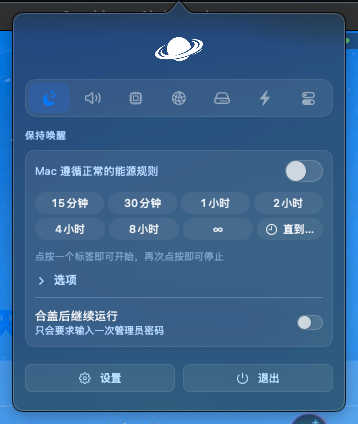 保持唤醒
Mac 遵循正常的能源规则
15 分钟
30 分钟
1 小时
2 小时
4 小时
8 小时
∞
直到...
点按一个标签即可开始，再次点按即可停止
选项
合盖后继续运行
只会要求输入一次管理员密码
设置
退出